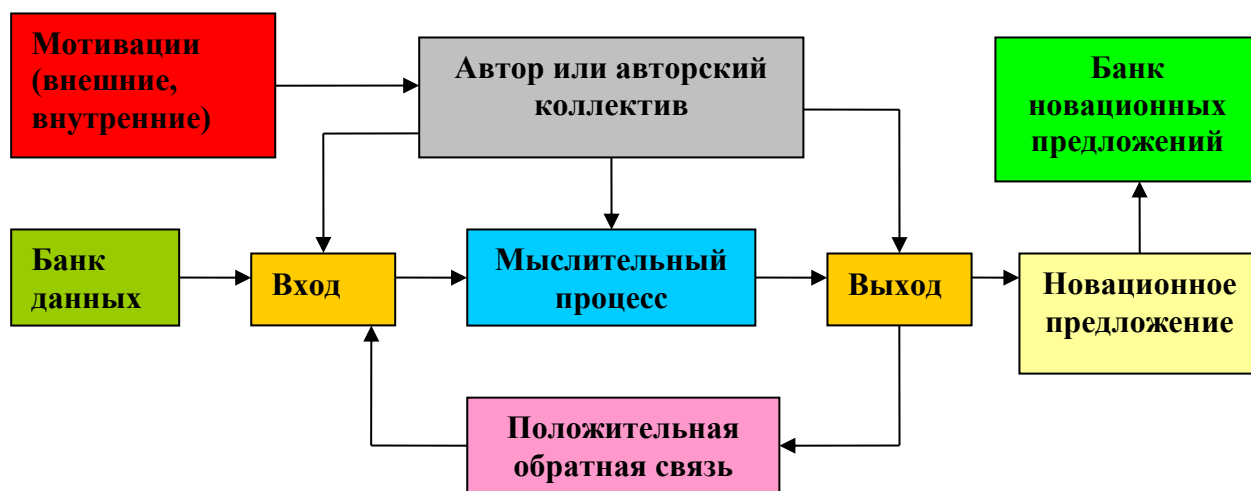 Мотивации
(внешние,
внутренние)
Автор или авторский
коллектив
Банк
новационных
предложений
Банк
данных
Вход
Мыслительный
процесс
Выход
Новационное
предложение
Положительная
обратная связь